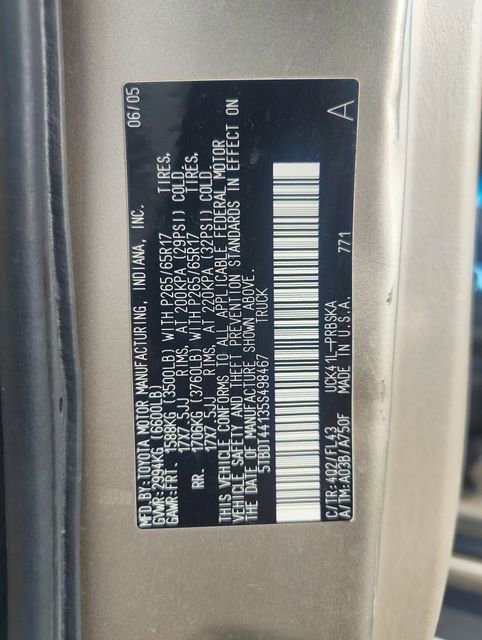 MFD.BY:TOYOTA MOTOR MANUFACTURING, INDIANA, INC. 06/05
GVWR:2994KG (6600LB)
GAWR:FRT. 1588KG (3500LB) WITH P265/65R17 TIRES.
17X7.5JJ RIMS, AT 200KPA (29PSI) COLD.
RR. 1706KG (3760LB) WITH P265/65R17 TIRES.
17X7.5JJ RIMS, AT 220KPA (32PSI) COLD.
THIS VEHICLE CONFORMS TO ALL APPLICABLE FEDERAL MOTOR
VEHICLE SAFETY AND THEFT PREVENTION STANDARDS IN EFFECT ON
THE DATE OF MANUFACTURE SHOWN ABOVE.
5TBDT44135S498467 TRUCK
C/TR:402/FL43 UCK41L-PRBSKA 771
A/TM:A03B/A750F MADE IN U.S.A. A